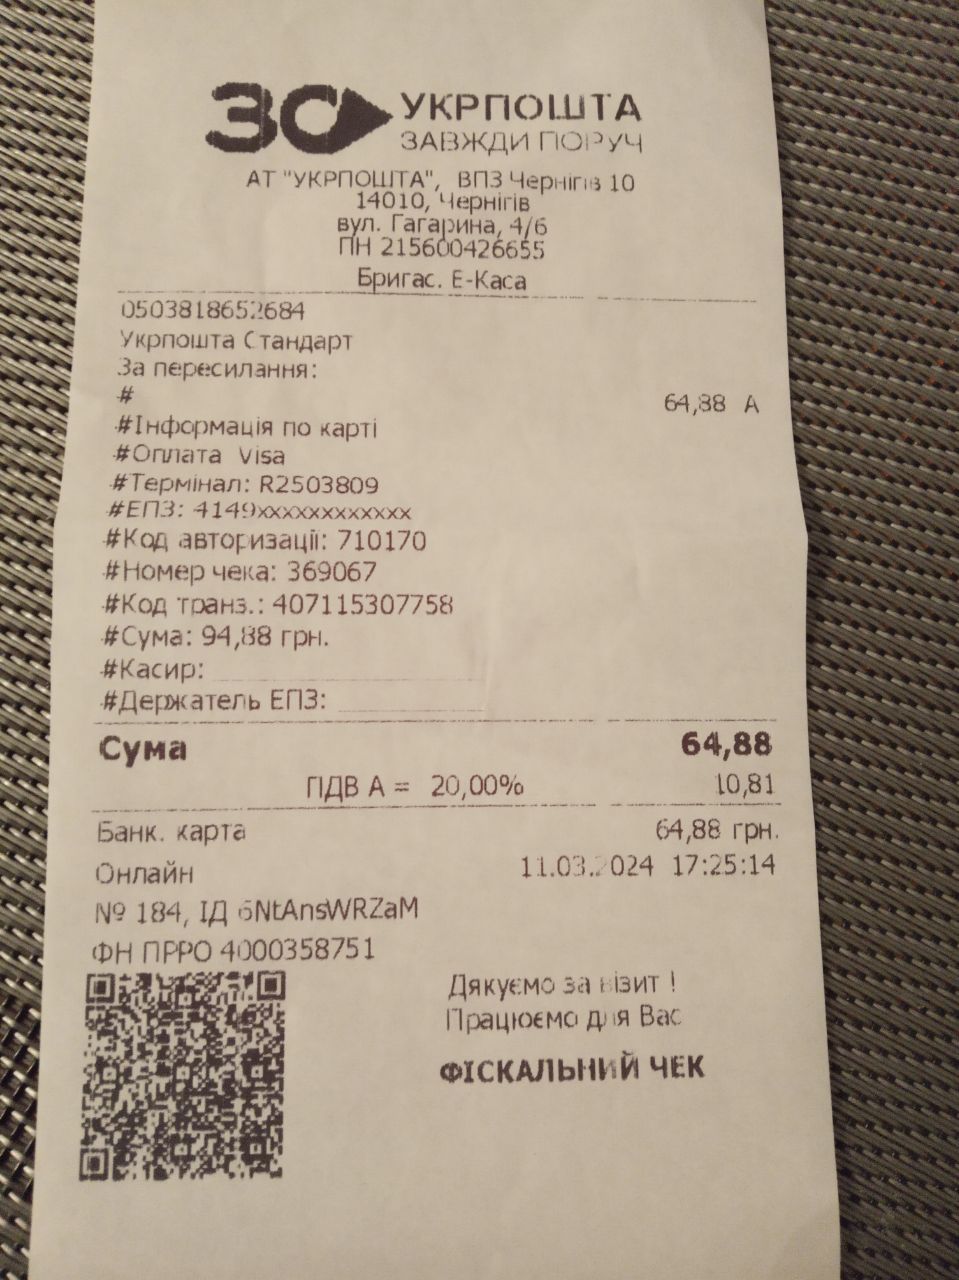 УКРПОШТА
ЗАВЖДИ ПОРУЧ
АТ "УКРПОШТА", ВПЗ Чернігів 10
14010, Чернігів
вул. Гагарина, 4/6
ПН 215600426655
Бригас. Е-Каса
0503818652684
Укрпошта Стандарт
За пересилання:
# 64,88 А
#Інформація по карті
#Оплата Visa
#Термінал: R2503809
#ЕПЗ: 4149xxxxxxxxxxxx
#Код авторизації: 710170
#Номер чека: 369067
#Код транз.: 407115307758
#Сума: 94,88 грн.
#Касир:
#Держатель ЕПЗ:
Сума 64,88
ПДВ А = 20,00% 10,81
Банк. карта 64,88 грн.
Онлайн 11.03.2024 17:25:14
№ 184, ІД 6NtAnsWRZaM
ФН ПРРО 4000358751
Дякуємо за візит !
Працюємо для Вас
ФІСКАЛЬНИЙ ЧЕК